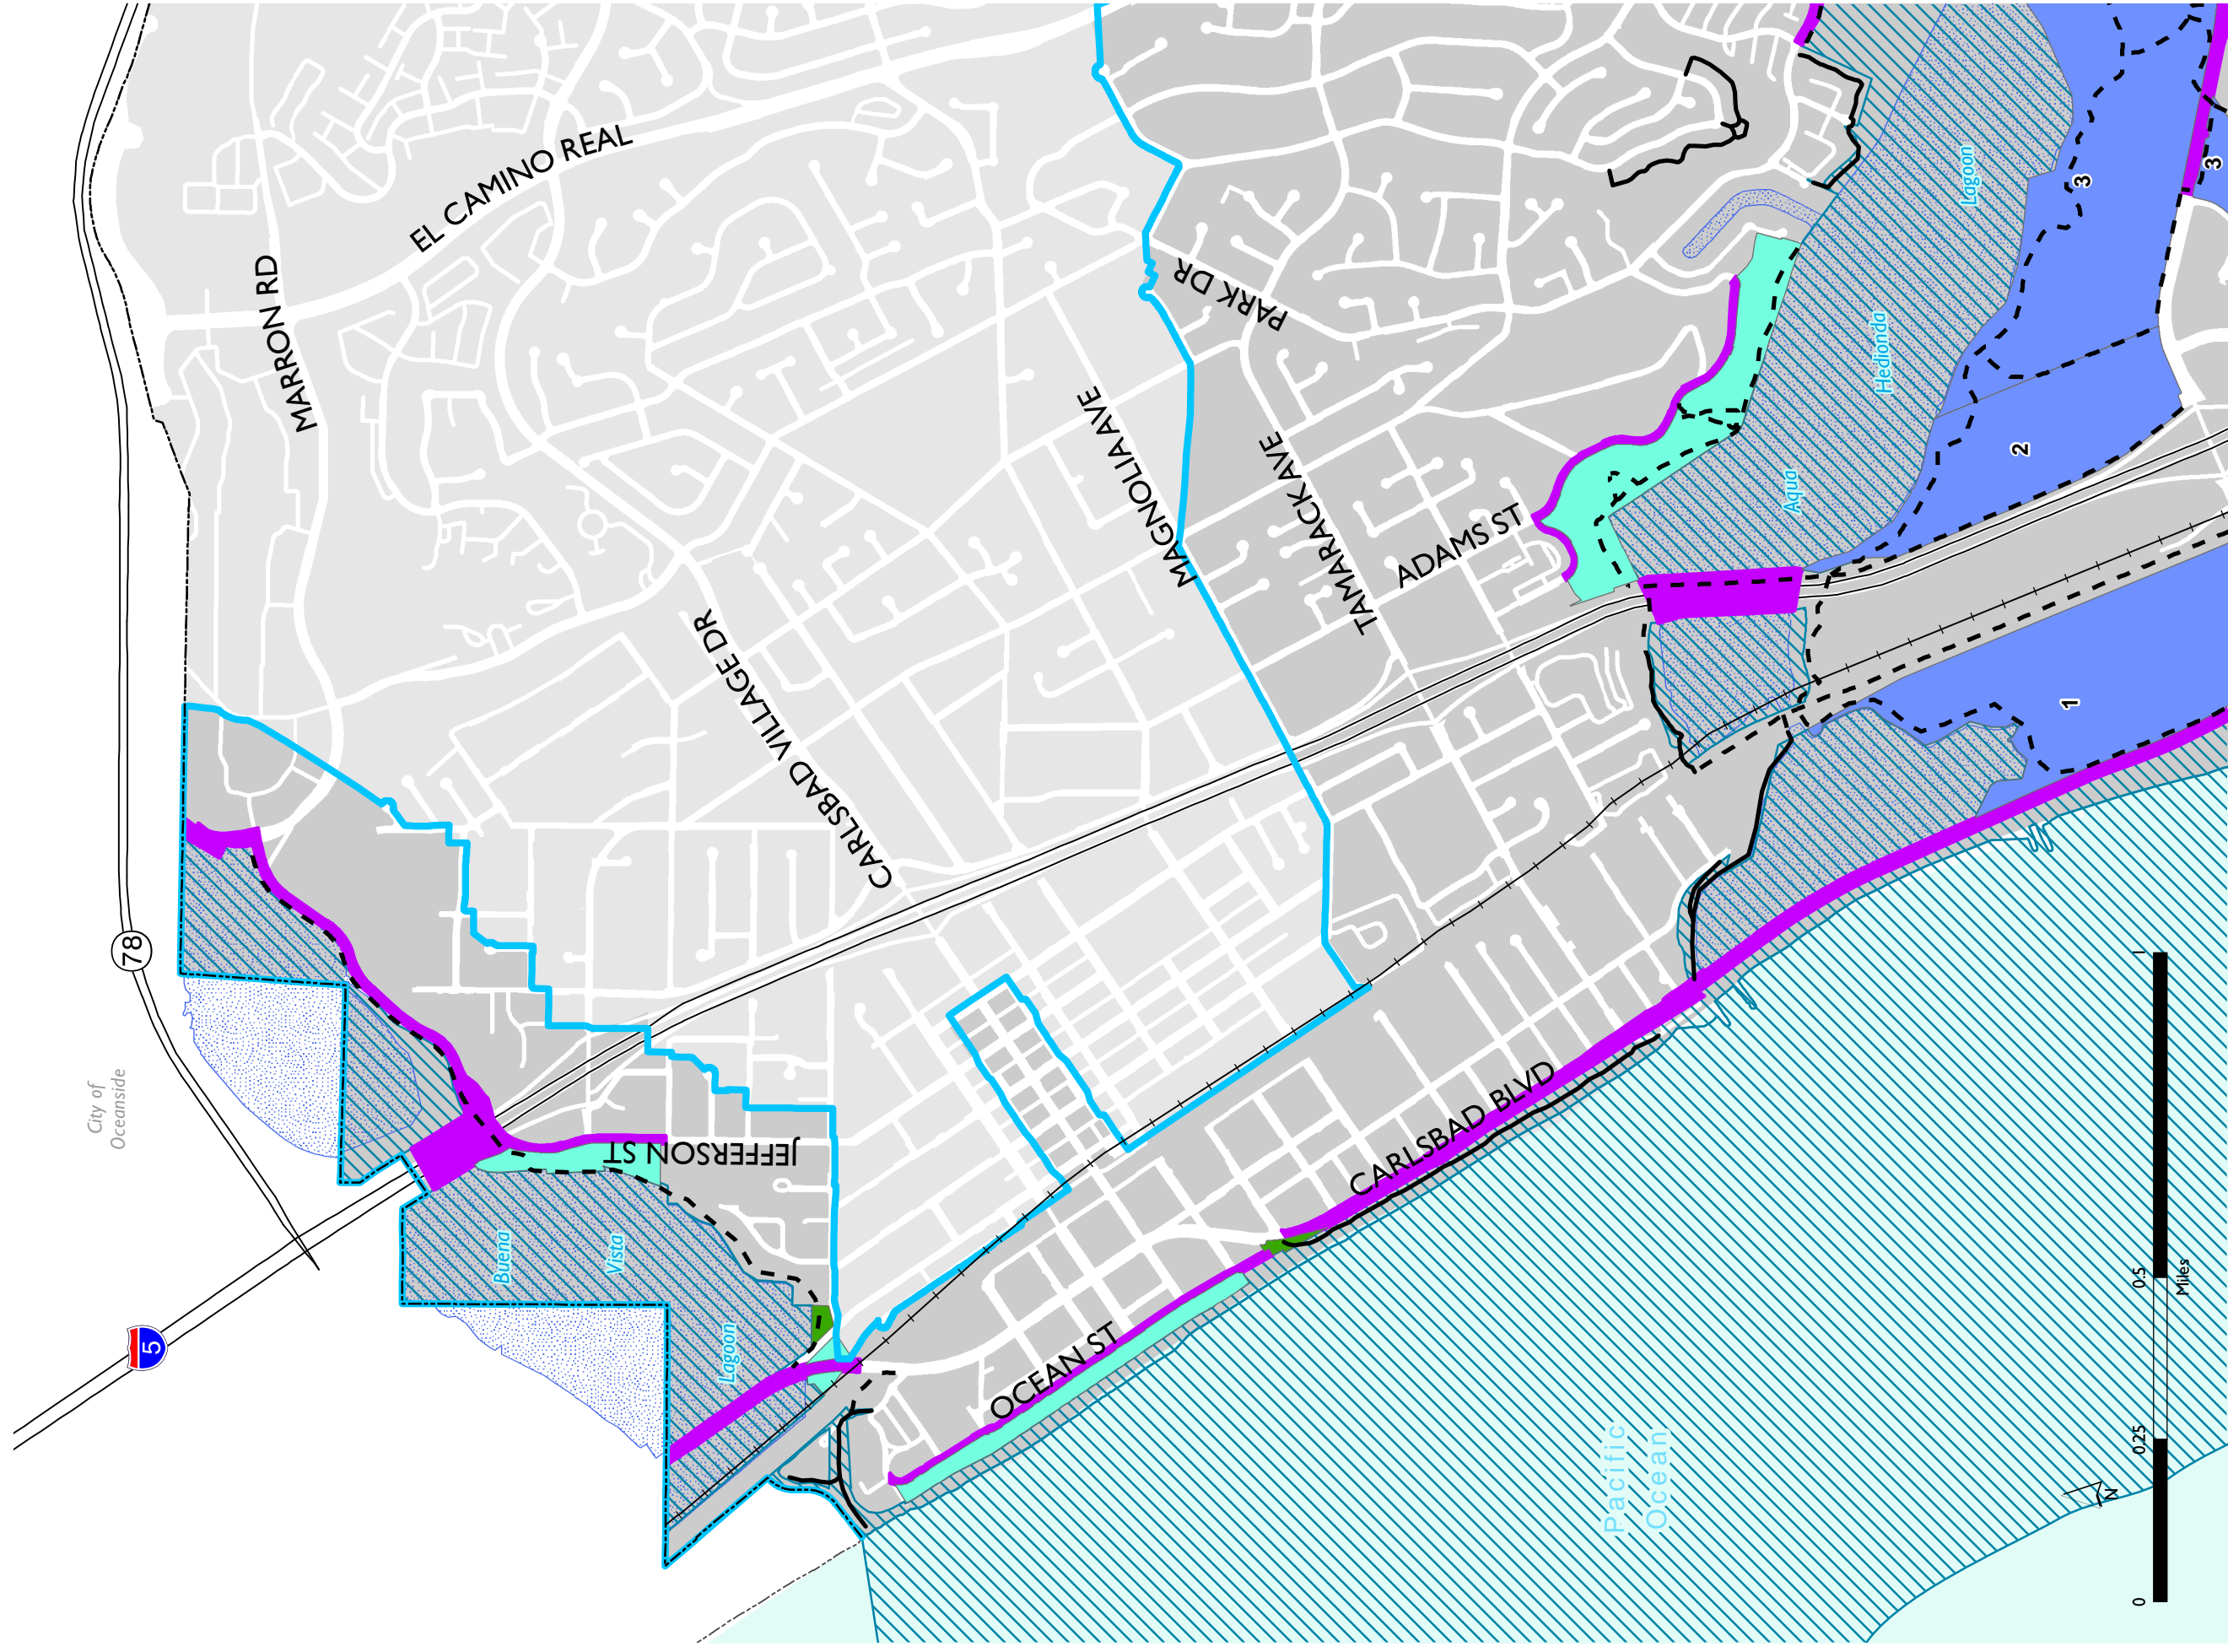 EL CAMINO REAL
MARRON RD
PARK DR
Lagoon
3
3
Hedionda
MAGNOLIA AVE
TAMARACK AVE
2
Aqua
ADAMS ST
CARLSBAD VILLAGE DR
1
78
City of
Oceanside
JEFFERSON ST
CARLSBAD BLVD
Buena
Vista
Lagoon
5
OCEAN ST
Pacific
Ocean
N
0
0.25
0.5
1
Miles